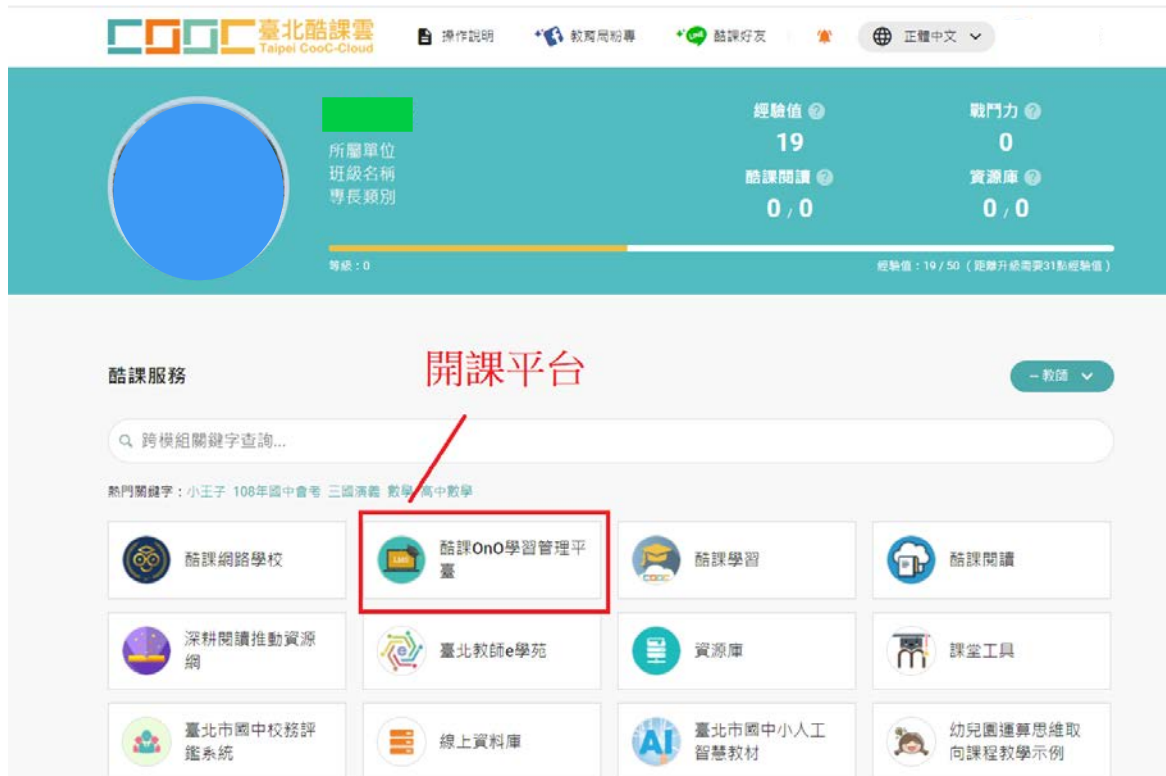 COOC 臺北酷課雲
Taipei CooC-Cloud
操作說明 教育局粉專 酷課好友 正體中文
所屬單位
班級名稱
專長類別
經驗值 戰鬥力
19 0
酷課閱讀 資源庫
0 / 0 0 / 0
等級：0 經驗值：19 / 50 ( 距離升級需要31點經驗值 )
酷課服務 開課平台 – 教師
跨模組關鍵字查詢...
熱門關鍵字：小王子 108年國中會考 三國演義 數學 高中數學
酷課網路學校
酷課OnO學習管理平
臺
酷課學習
酷課閱讀
深耕閱讀推動資源
網
臺北教師e學苑
資源庫
課堂工具
臺北市國中校務評
鑑系統
線上資料庫
臺北市國中小人工
智慧教材
幼兒園運算思維取
向課程教學示例
LMS
COOC
AI